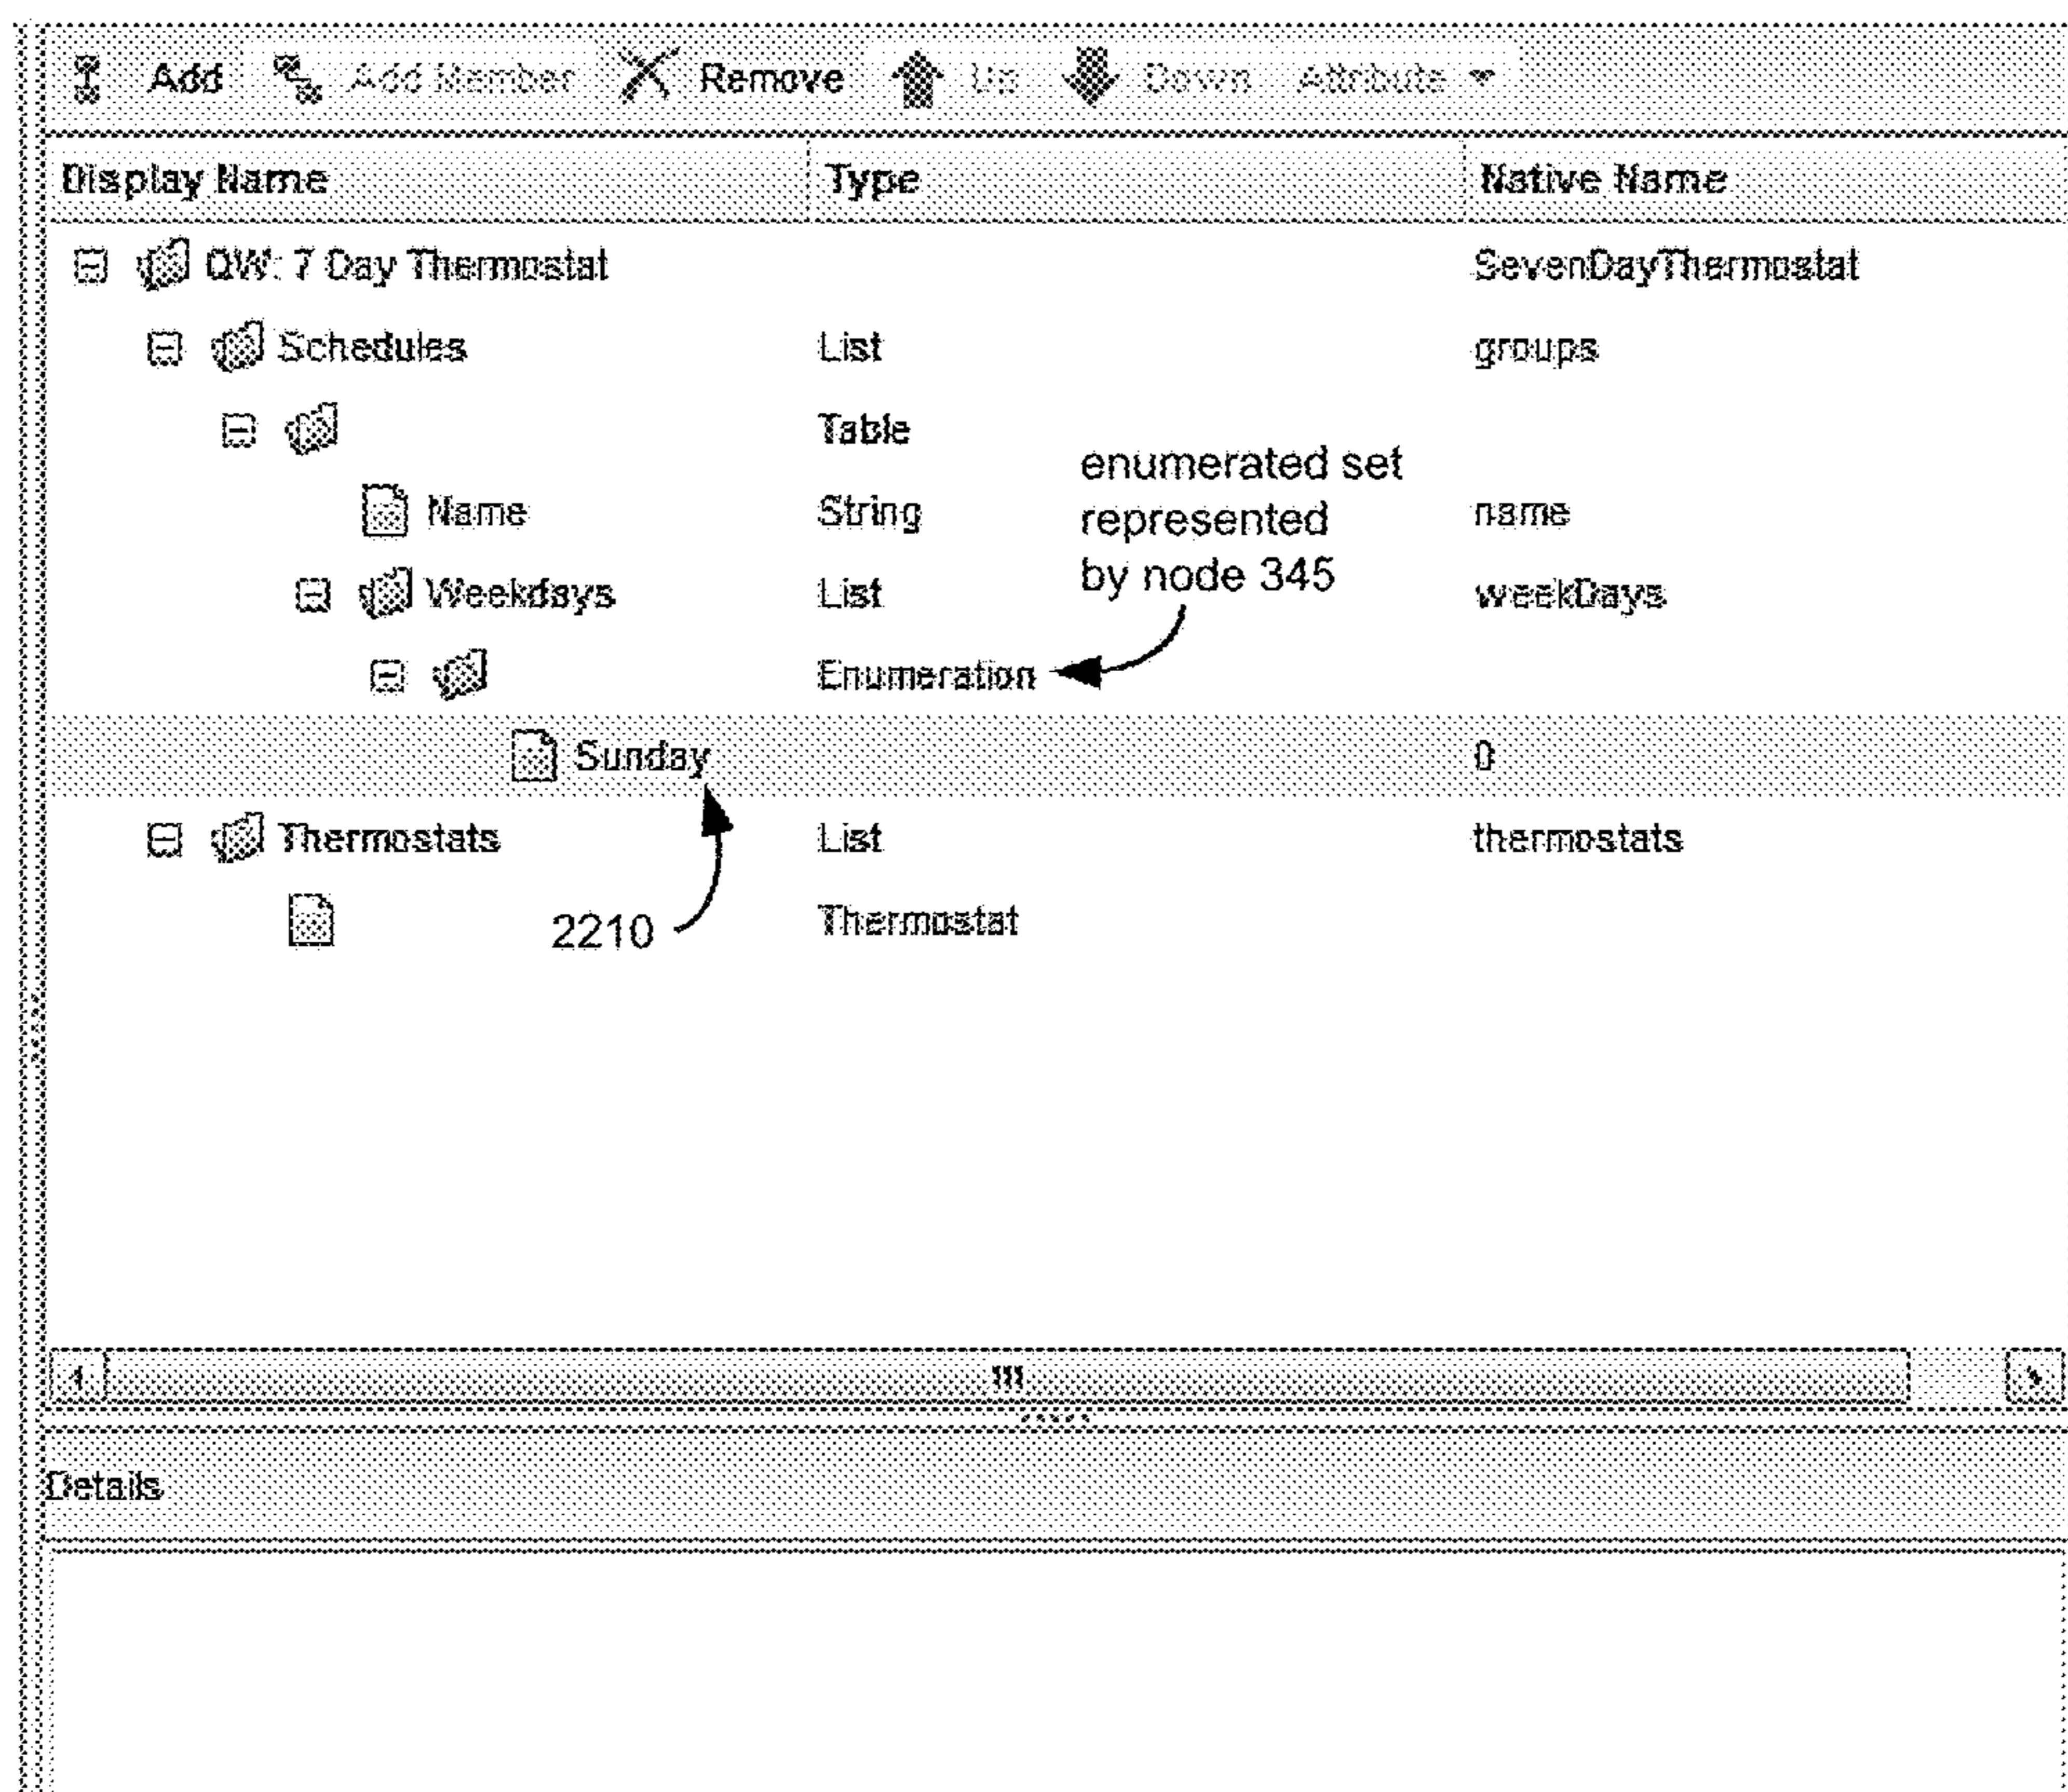 Add Add Member Remove Up Down Attribute
Display Name Type Native Name
QW: 7 Day Thermostat SevenDayThermostat
Schedules List groups
Table
enumerated set
represented
by node 345
Name String name
Weekdays List weekDays
Enumeration
Sunday 0
Thermostats List thermostats
2210 Thermostat
Details